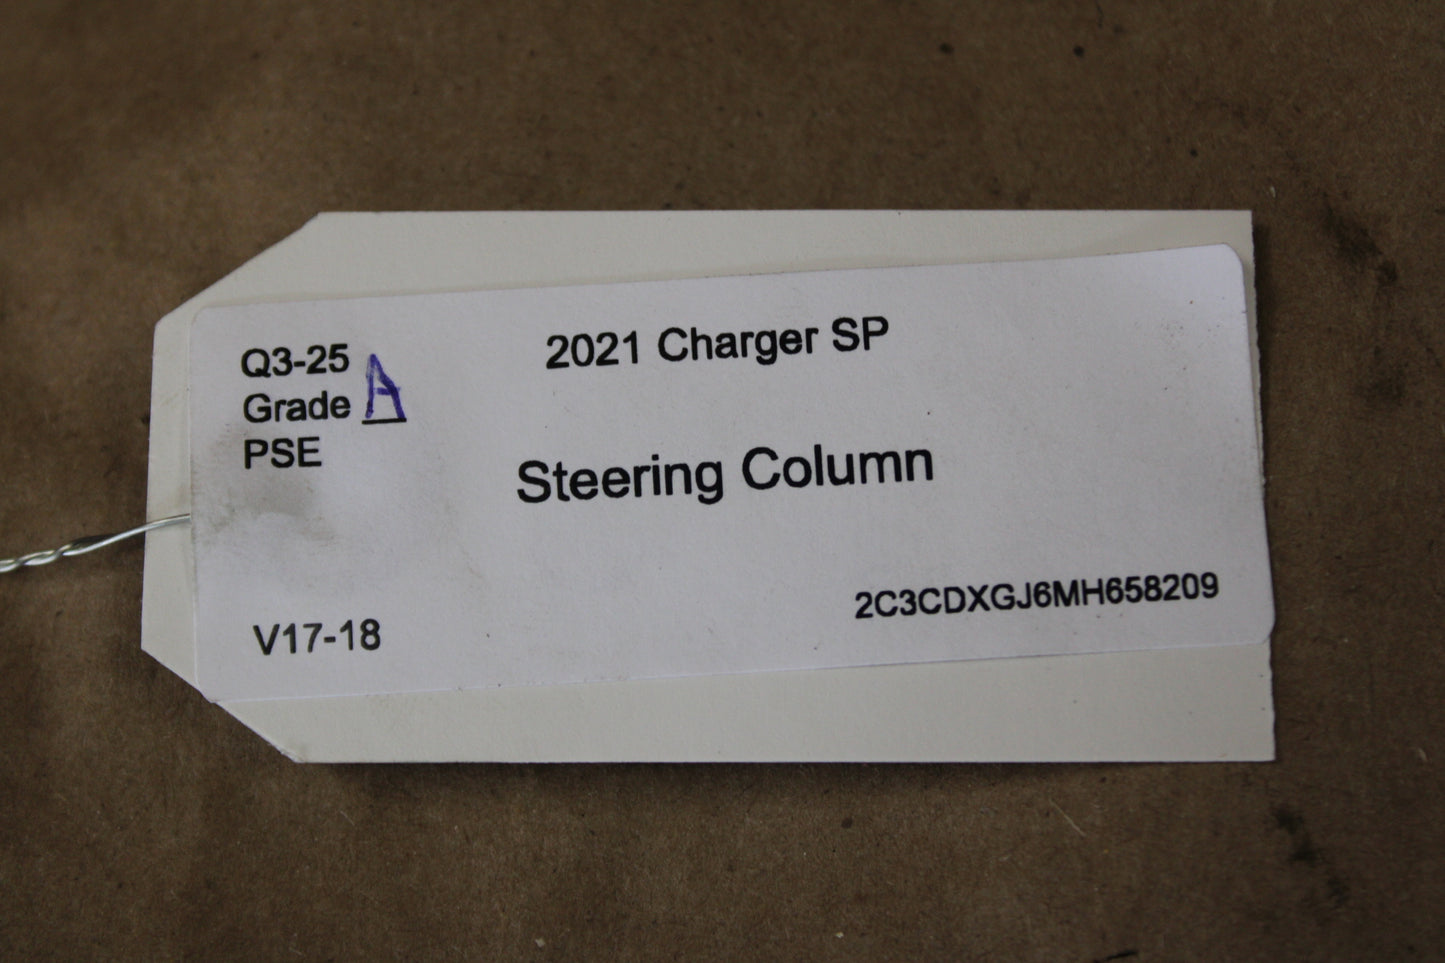 Q3-25
Grade A
PSE
2021 Charger SP
Steering Column
2C3CDXGJ6MH658209
V17-18